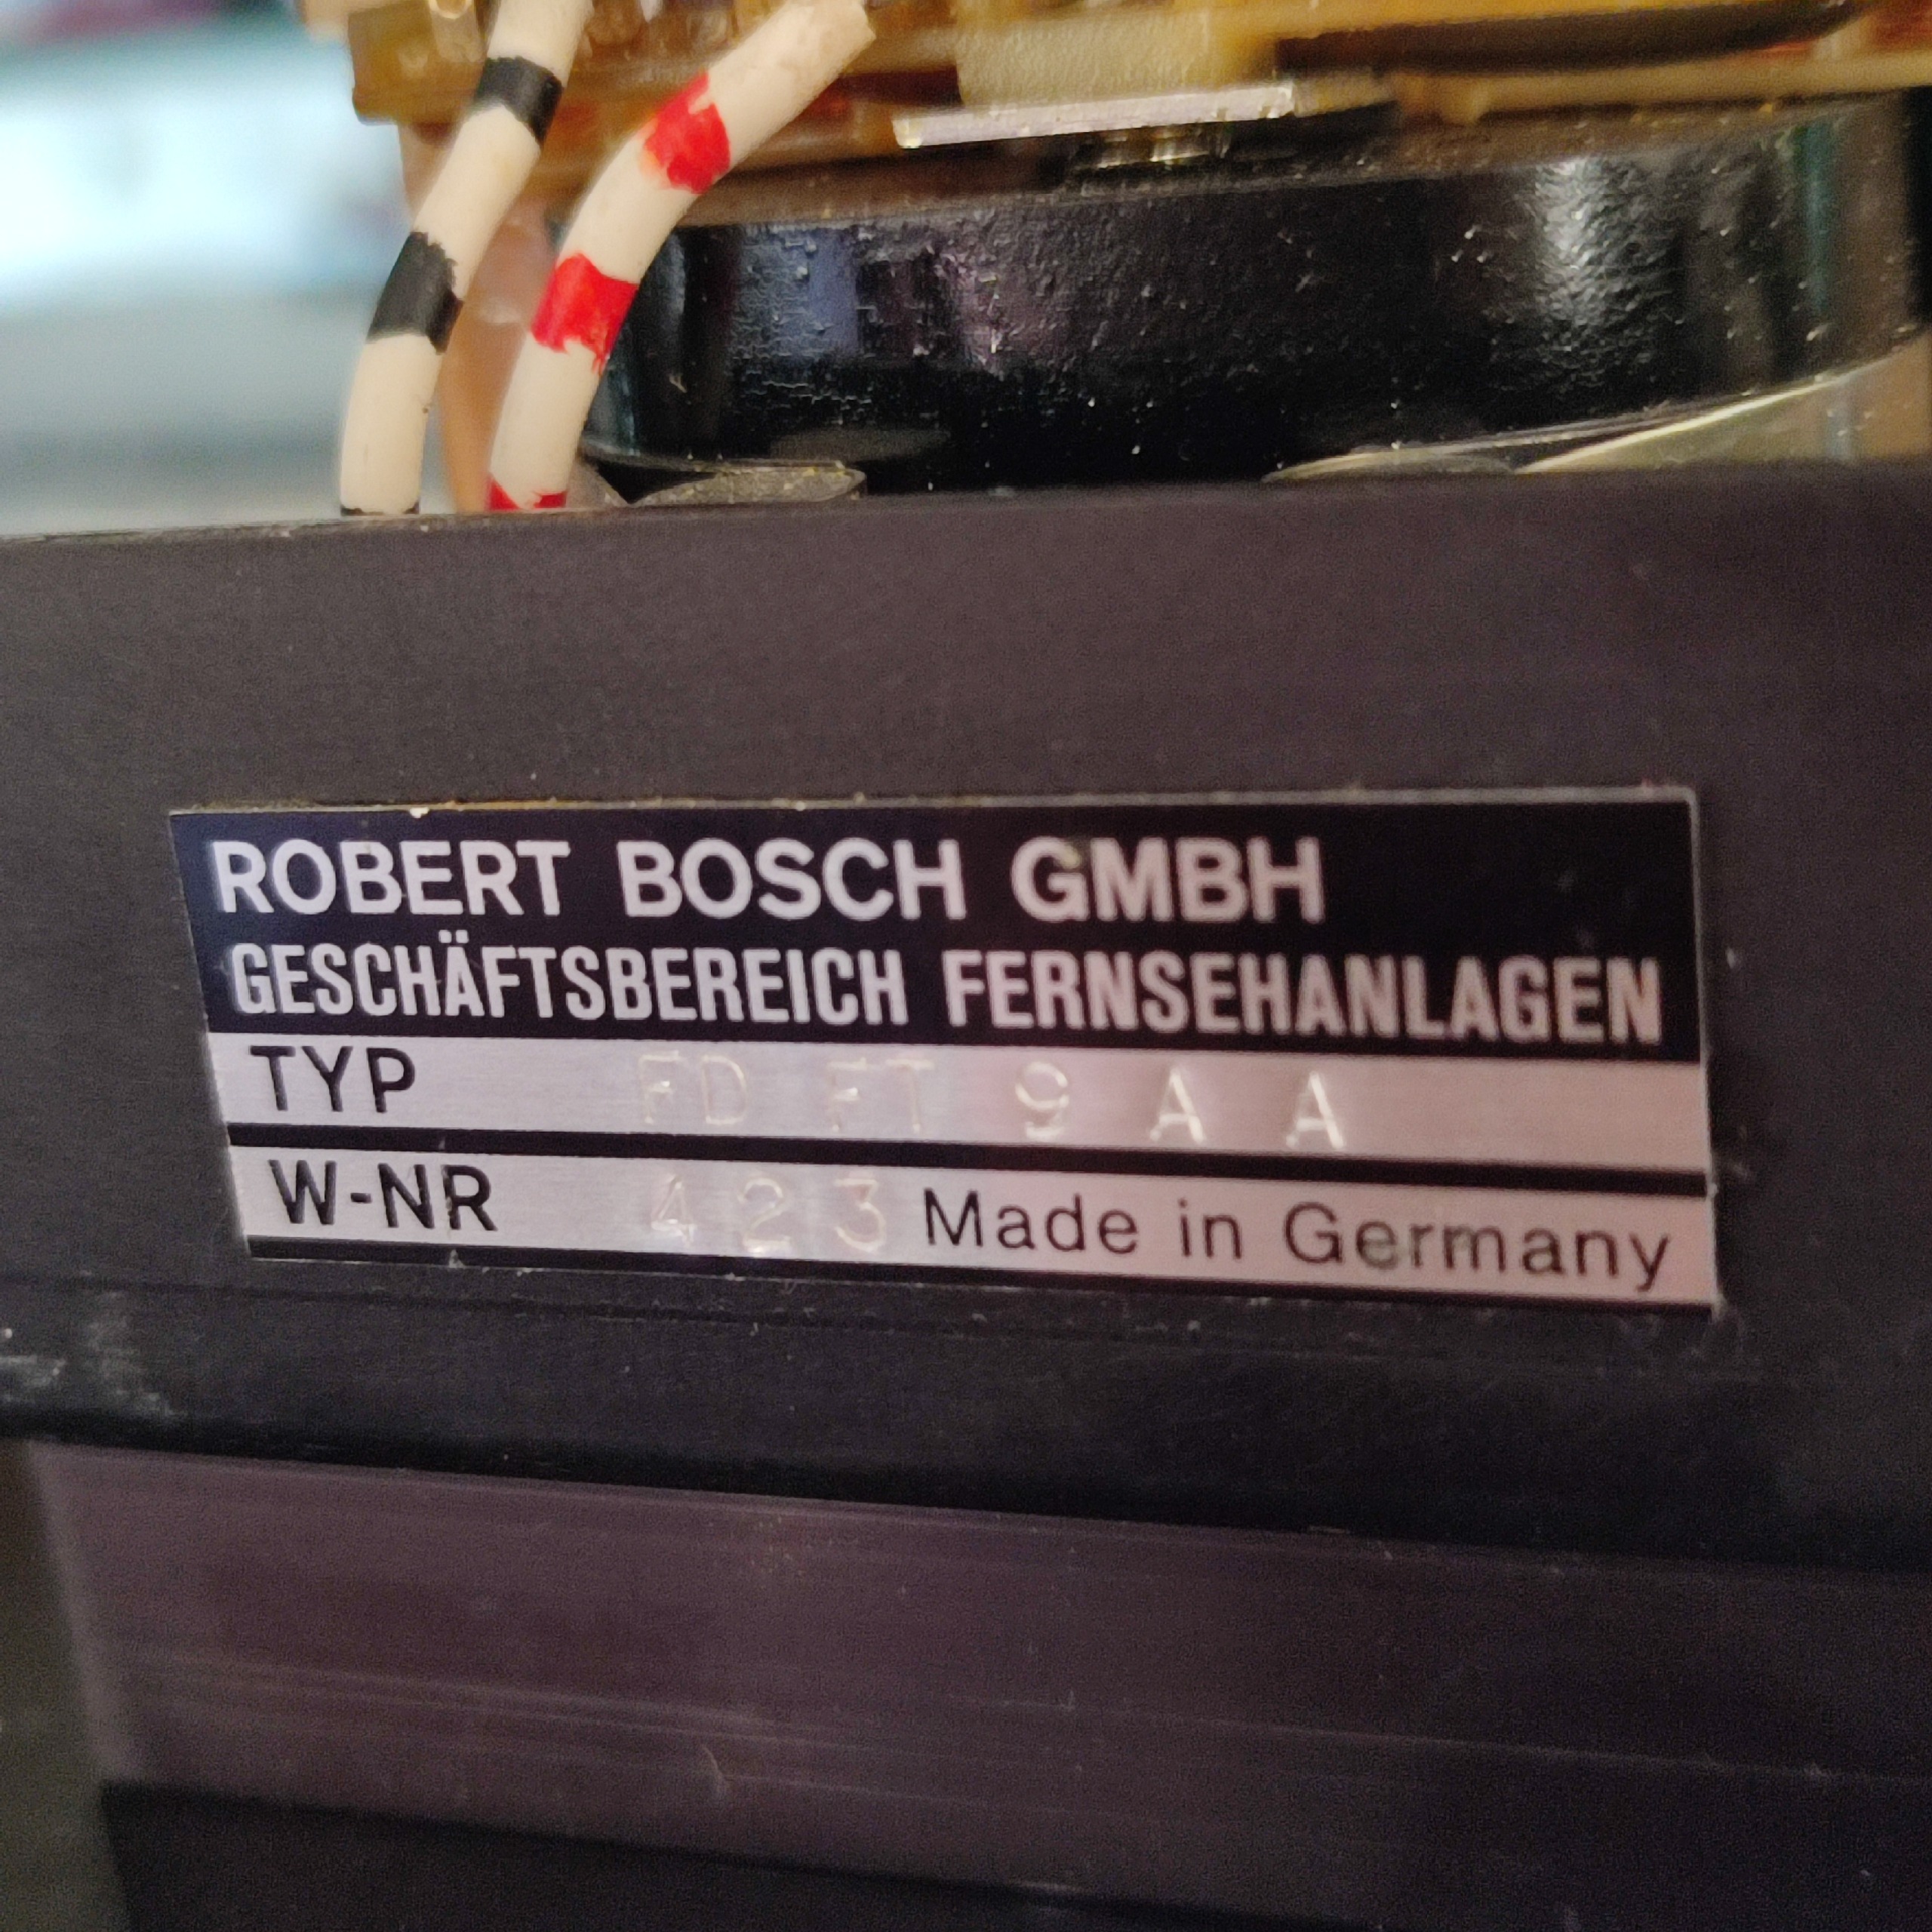 ROBERT BOSCH GMBH
GESCHÄFTSBEREICH FERNSEHANLAGEN
TYP FD FT 9 A A
W-NR 423 Made in Germany